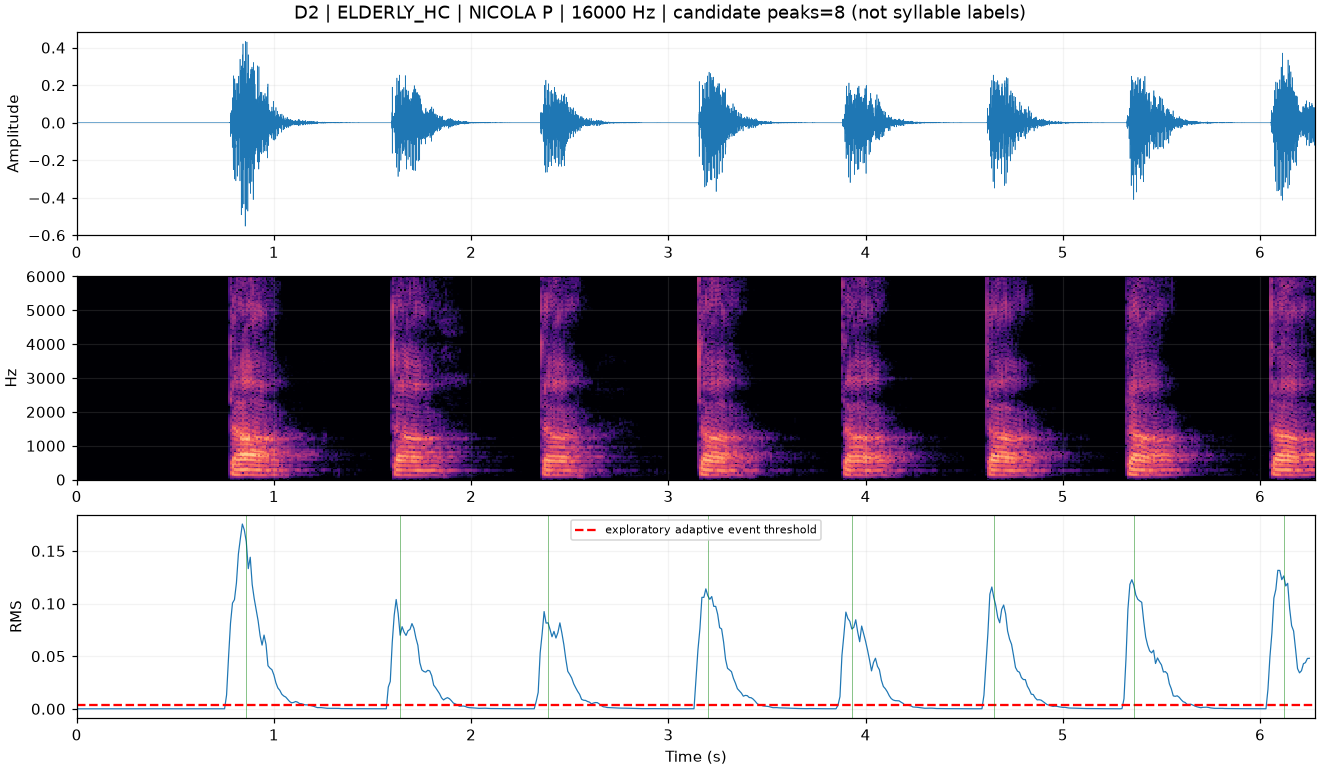 D2 | ELDERLY_HC | NICOLA P | 16000 Hz | candidate peaks=8 (not syllable labels)
Amplitude
0.4
0.2
0.0
−0.2
−0.4
−0.6
0 1 2 3 4 5 6
Hz
6000
5000
4000
3000
2000
1000
0
0 1 2 3 4 5 6
exploratory adaptive event threshold
RMS
0.15
0.10
0.05
0.00
0 1 2 3 4 5 6
Time (s)